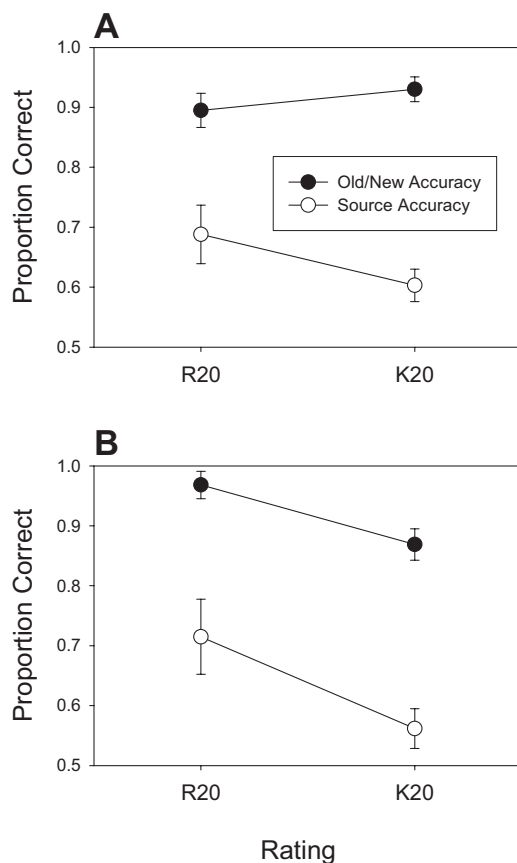 A
1.0
0.9
0.8
0.7
0.6
0.5
Proportion Correct
Old/New Accuracy
Source Accuracy
R20 K20
B
1.0
0.9
0.8
0.7
0.6
0.5
Proportion Correct
R20 K20
Rating